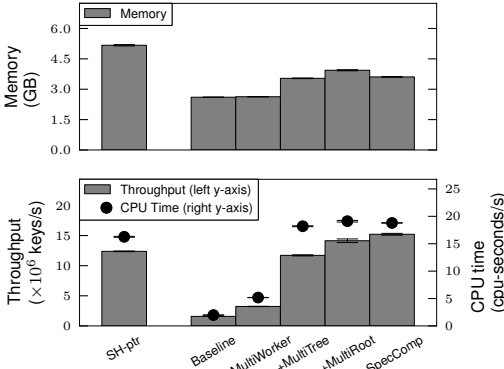 Memory
6.0
4.5
3.0
1.5
0.0
Memory
(GB)
Throughput (left y-axis)
CPU Time (right y-axis)
20
15
10
5
0
25
20
15
10
5
0
Throughput
(×10⁶ keys/s)
CPU time
(cpu-seconds/s)
SH-ptr
Baseline
MultiWorker
+MultiTree
+MultiRoot
SpecComp